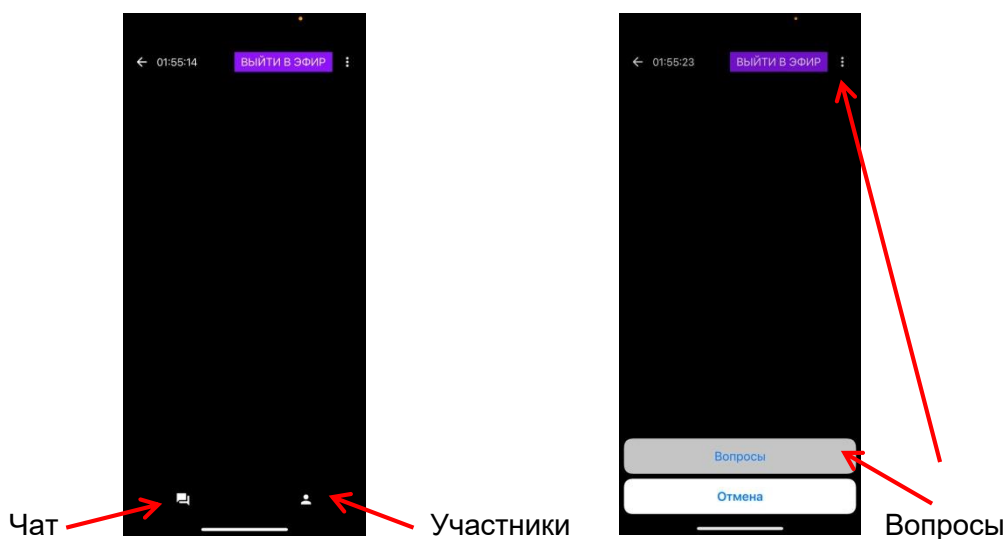 01:55:14 ВЫЙТИ В ЭФИР
01:55:23 ВЫЙТИ В ЭФИР
Вопросы
Отмена
Чат
Участники
Вопросы